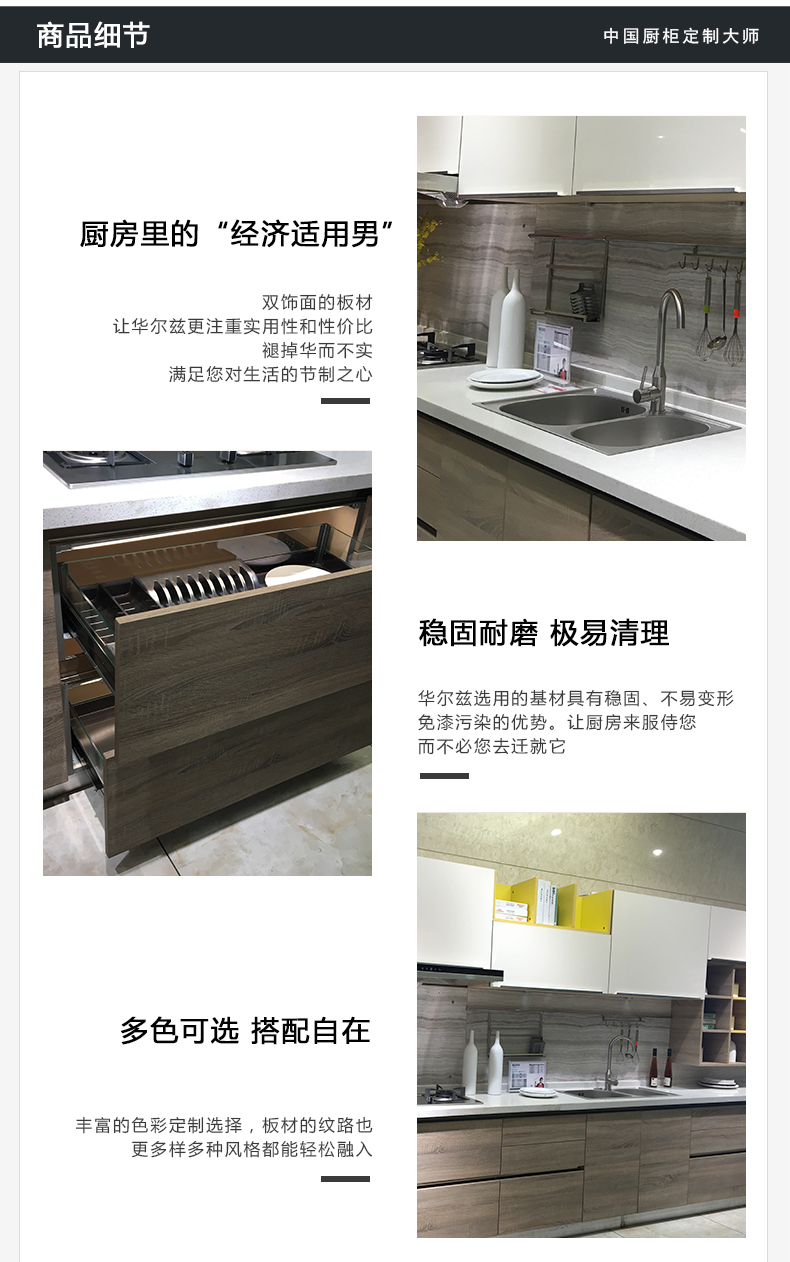 商品细节
中国厨柜定制大师
厨房里的“经济适用男”
双饰面的板材
让华尔兹更注重实用性和性价比
褪掉华而不实
满足您对生活的节制之心
稳固耐磨 极易清理
华尔兹选用的基材具有稳固、不易变形
免漆污染的优势。让厨房来服侍您
而不必您去迁就它
多色可选 搭配自在
丰富的色彩定制选择，板材的纹路也
更多样多种风格都能轻松融入